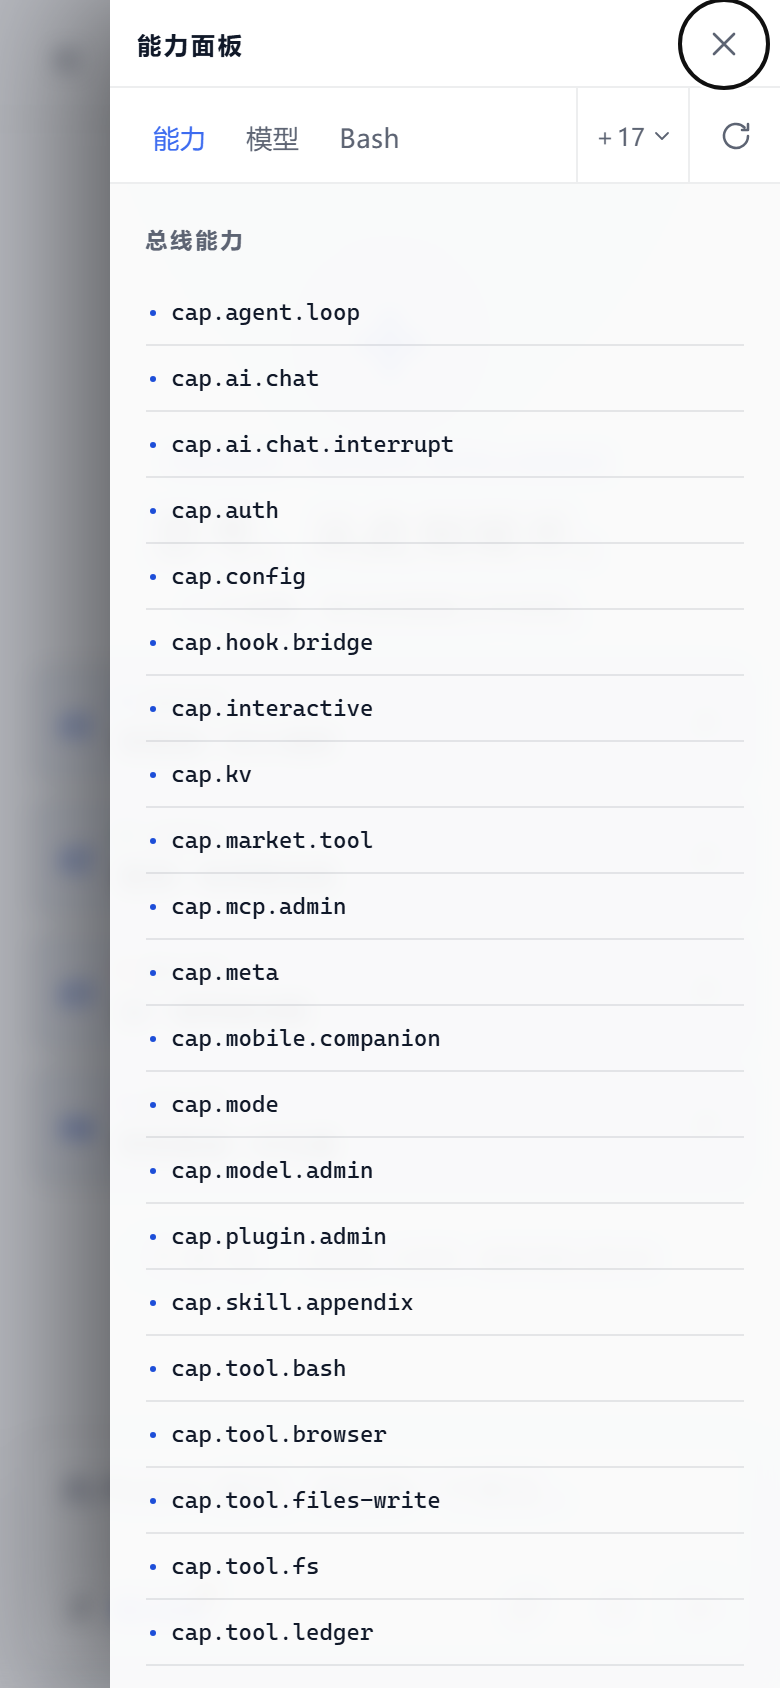 能力面板
能力 模型 Bash +17
总线能力
• cap.agent.loop
• cap.ai.chat
• cap.ai.chat.interrupt
• cap.auth
• cap.config
• cap.hook.bridge
• cap.interactive
• cap.kv
• cap.market.tool
• cap.mcp.admin
• cap.meta
• cap.mobile.companion
• cap.mode
• cap.model.admin
• cap.plugin.admin
• cap.skill.appendix
• cap.tool.bash
• cap.tool.browser
• cap.tool.files-write
• cap.tool.fs
• cap.tool.ledger